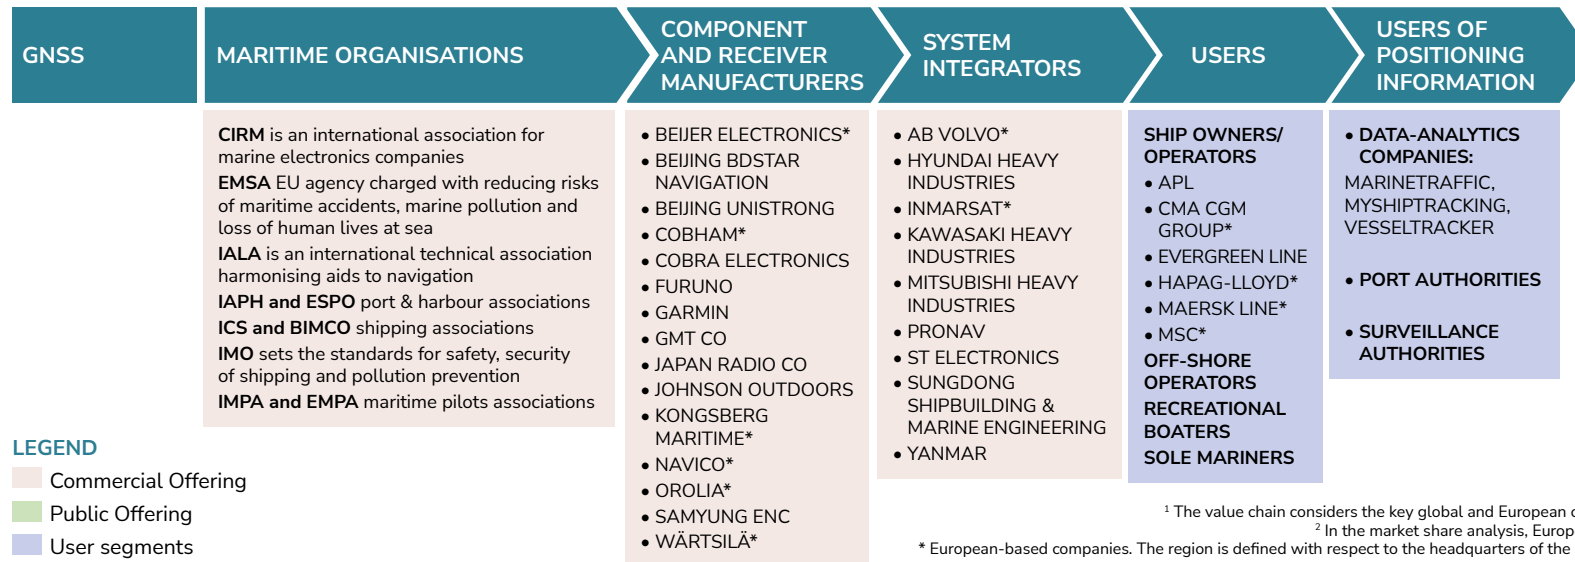 GNSS
MARITIME ORGANISATIONS
COMPONENT
AND RECEIVER
MANUFACTURERS
SYSTEM
INTEGRATORS
USERS
USERS OF
POSITIONING
INFORMATION
CIRM is an international association for
marine electronics companies
EMSA EU agency charged with reducing risks
of maritime accidents, marine pollution and
loss of human lives at sea
IALA is an international technical association
harmonising aids to navigation
IAPH and ESPO port & harbour associations
ICS and BIMCO shipping associations
IMO sets the standards for safety, security
of shipping and pollution prevention
IMPA and EMPA maritime pilots associations
• BEIJER ELECTRONICS*
• BEIJING BDSTAR
NAVIGATION
• BEIJING UNISTRONG
• COBHAM*
• COBRA ELECTRONICS
• FURUNO
• GARMIN
• GMT CO
• JAPAN RADIO CO
• JOHNSON OUTDOORS
• KONGSBERG
MARITIME*
• NAVICO*
• OROLIA*
• SAMYUNG ENC
• WÄRTSILÄ*
• AB VOLVO*
• HYUNDAI HEAVY
INDUSTRIES
• INMARSAT*
• KAWASAKI HEAVY
INDUSTRIES
• MITSUBISHI HEAVY
INDUSTRIES
• PRONAV
• ST ELECTRONICS
• SUNGDONG
SHIPBUILDING &
MARINE ENGINEERING
• YANMAR
SHIP OWNERS/
OPERATORS
• APL
• CMA CGM
GROUP*
• EVERGREEN LINE
• HAPAG-LLOYD*
• MAERSK LINE*
• MSC*
OFF-SHORE
OPERATORS
RECREATIONAL
BOATERS
SOLE MARINERS
• DATA-ANALYTICS
COMPANIES:
MARINETRAFFIC,
MYSHIPTRACKING,
VESSELTRACKER
• PORT AUTHORITIES
• SURVEILLANCE
AUTHORITIES
LEGEND
Commercial Offering
Public Offering
User segments
¹ The value chain considers the key global and European
² In the market share analysis, Europ
* European-based companies. The region is defined with respect to the headquarters of the